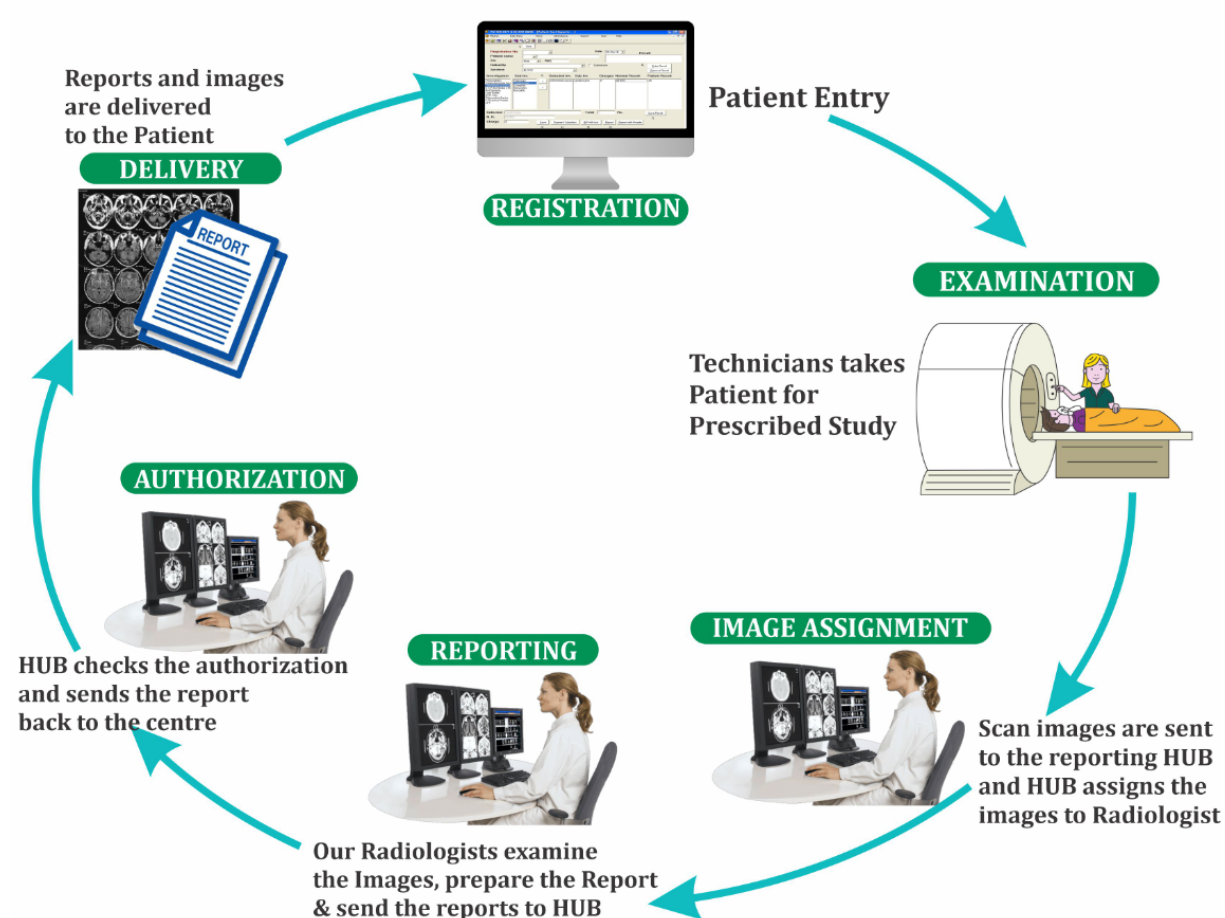 Reports and images
are delivered
to the Patient
DELIVERY
REPORT
Patient Entry
REGISTRATION
EXAMINATION
Technicians takes
Patient for
Prescribed Study
IMAGE ASSIGNMENT
Scan images are sent
to the reporting HUB
and HUB assigns the
images to Radiologist
REPORTING
Our Radiologists examine
the Images, prepare the Report
& send the reports to HUB
AUTHORIZATION
HUB checks the authorization
and sends the report
back to the centre